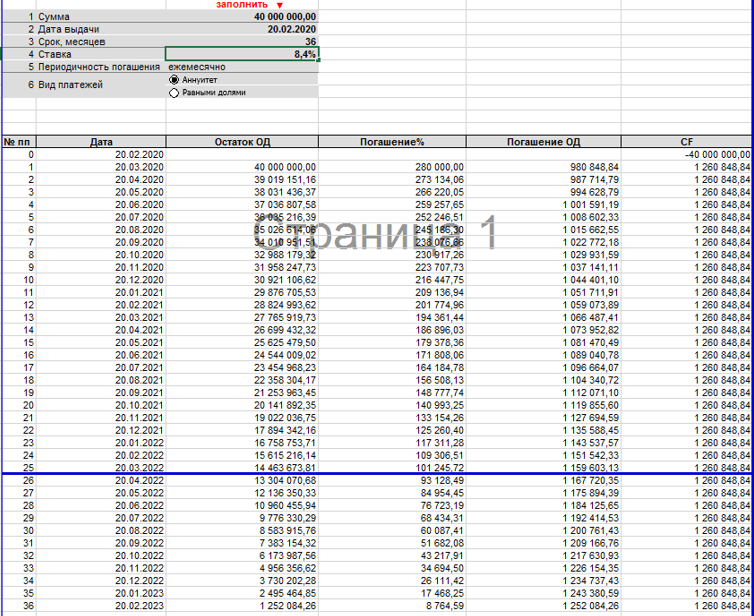 заполнить ▼
1 Сумма 40 000 000,00
2 Дата выдачи 20.02.2020
3 Срок, месяцев 36
4 Ставка 8,4%
5 Периодичность погашения ежемесячно
6 Вид платежей Аннуитет
Равными долями
№ пп Дата Остаток ОД Погашение% Погашение ОД CF
0 20.02.2020 -40 000 000,00
1 20.03.2020 40 000 000,00 280 000,00 980 848,84 1 260 848,84
2 20.04.2020 39 019 151,16 273 134,06 987 714,79 1 260 848,84
3 20.05.2020 38 031 436,37 266 220,05 994 628,79 1 260 848,84
4 20.06.2020 37 036 807,58 259 257,65 1 001 591,19 1 260 848,84
5 20.07.2020 36 035 216,39 252 246,51 1 008 602,33 1 260 848,84
6 20.08.2020 35 026 614,06 245 186,30 1 015 662,55 1 260 848,84
Страница 1
7 20.09.2020 34 010 951,51 238 076,66 1 022 772,18 1 260 848,84
8 20.10.2020 32 988 179,32 230 917,26 1 029 931,59 1 260 848,84
9 20.11.2020 31 958 247,73 223 707,73 1 037 141,11 1 260 848,84
10 20.12.2020 30 921 106,62 216 447,75 1 044 401,10 1 260 848,84
11 20.01.2021 29 876 705,53 209 136,94 1 051 711,91 1 260 848,84
12 20.02.2021 28 824 993,62 201 774,96 1 059 073,89 1 260 848,84
13 20.03.2021 27 765 919,73 194 361,44 1 066 487,41 1 260 848,84
14 20.04.2021 26 699 432,32 186 896,03 1 073 952,82 1 260 848,84
15 20.05.2021 25 625 479,50 179 378,36 1 081 470,49 1 260 848,84
16 20.06.2021 24 544 009,02 171 808,06 1 089 040,78 1 260 848,84
17 20.07.2021 23 454 968,23 164 184,78 1 096 664,07 1 260 848,84
18 20.08.2021 22 358 304,17 156 508,13 1 104 340,72 1 260 848,84
19 20.09.2021 21 253 963,45 148 777,74 1 112 071,10 1 260 848,84
20 20.10.2021 20 141 892,35 140 993,25 1 119 855,60 1 260 848,84
21 20.11.2021 19 022 036,75 133 154,26 1 127 694,59 1 260 848,84
22 20.12.2021 17 894 342,16 125 260,40 1 135 588,45 1 260 848,84
23 20.01.2022 16 758 753,71 117 311,28 1 143 537,57 1 260 848,84
24 20.02.2022 15 615 216,14 109 306,51 1 151 542,33 1 260 848,84
25 20.03.2022 14 463 673,81 101 245,72 1 159 603,13 1 260 848,84
26 20.04.2022 13 304 070,68 93 128,49 1 167 720,35 1 260 848,84
27 20.05.2022 12 136 350,33 84 954,45 1 175 894,39 1 260 848,84
28 20.06.2022 10 960 455,94 76 723,19 1 184 125,65 1 260 848,84
29 20.07.2022 9 776 330,29 68 434,31 1 192 414,53 1 260 848,84
30 20.08.2022 8 583 915,76 60 087,41 1 200 761,43 1 260 848,84
31 20.09.2022 7 383 154,32 51 682,08 1 209 166,76 1 260 848,84
32 20.10.2022 6 173 987,56 43 217,91 1 217 630,93 1 260 848,84
33 20.11.2022 4 956 356,62 34 694,50 1 226 154,35 1 260 848,84
34 20.12.2022 3 730 202,28 26 111,42 1 234 737,43 1 260 848,84
35 20.01.2023 2 495 464,85 17 468,25 1 243 380,59 1 260 848,84
36 20.02.2023 1 252 084,26 8 764,59 1 252 084,26 1 260 848,84